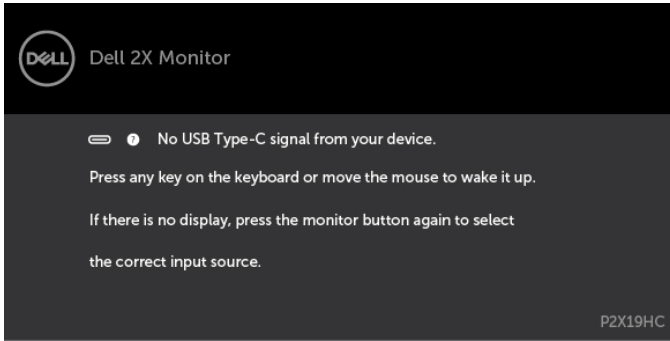 DELL
Dell 2X Monitor
? No USB Type-C signal from your device.
Press any key on the keyboard or move the mouse to wake it up.
If there is no display, press the monitor button again to select
the correct input source.
P2X19HC